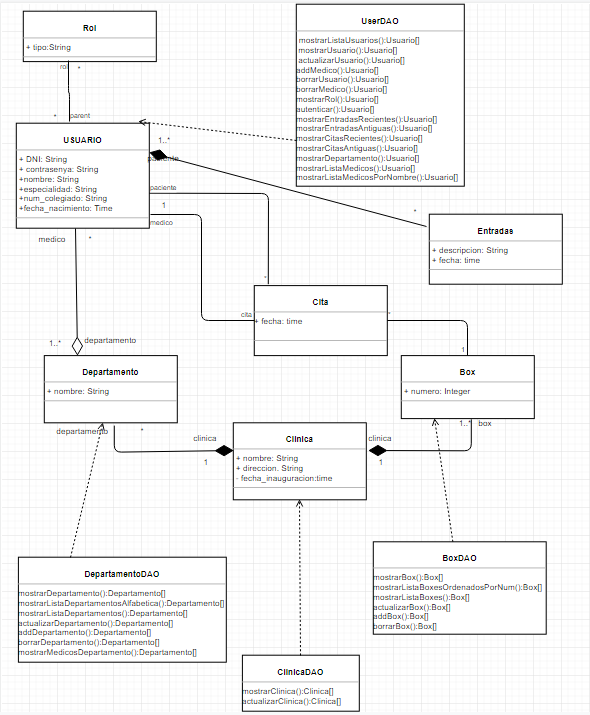 Rol
+ tipo:String
rol *
* parent
UserDAO
mostrarListaUsuarios():Usuario[]
mostrarUsuario():Usuario[]
actualizarUsuario():Usuario[]
addMedico():Usuario[]
borrarUsuario():Usuario[]
borrarMedico():Usuario[]
mostrarRol():Usuario[]
autenticar():Usuario[]
mostrarEntradasRecientes():Usuario[]
mostrarEntradasAntiguas():Usuario[]
mostrarCitasRecientes():Usuario[]
mostrarCitasAntiguas():Usuario[]
mostrarDepartamento():Usuario[]
mostrarListaMedicos():Usuario[]
mostrarListaMedicosPorNombre():Usuario[]
USUARIO
+ DNI: String
+ contrasenya: String
+nombre: String
+especialidad: String
+num_colegiado: String
+fecha_nacimiento: Time
1..*
paciente
paciente
1
medico
*
Entradas
+ descripcion: String
+ fecha: time
medico *
*
Cita
+ fecha: time
cita
*
1
1..*
departamento
Departamento
+ nombre: String
Box
+ numero: Integer
departamento *
clinica
1
Clinica
+ nombre: String
+ direccion. String
- fecha_inauguracion:time
clinica
1
1..* box
DepartamentoDAO
mostrarDepartamento():Departamento[]
mostrarListaDepartamentosAlfabetica():Departamento[]
mostrarListaDepartamentos():Departamento[]
actualizarDepartamento():Departamento[]
addDepartamento():Departamento[]
borrarDepartamento():Departamento[]
mostrarMedicosDepartamento():Departamento[]
BoxDAO
mostrarBox():Box[]
mostrarListaBoxesOrdenadosPorNum():Box[]
mostrarListaBoxes():Box[]
actualizarBox():Box[]
addBox():Box[]
borrarBox():Box[]
ClinicaDAO
mostrarClinica():Clinica[]
actualizarClinica():Clinica[]